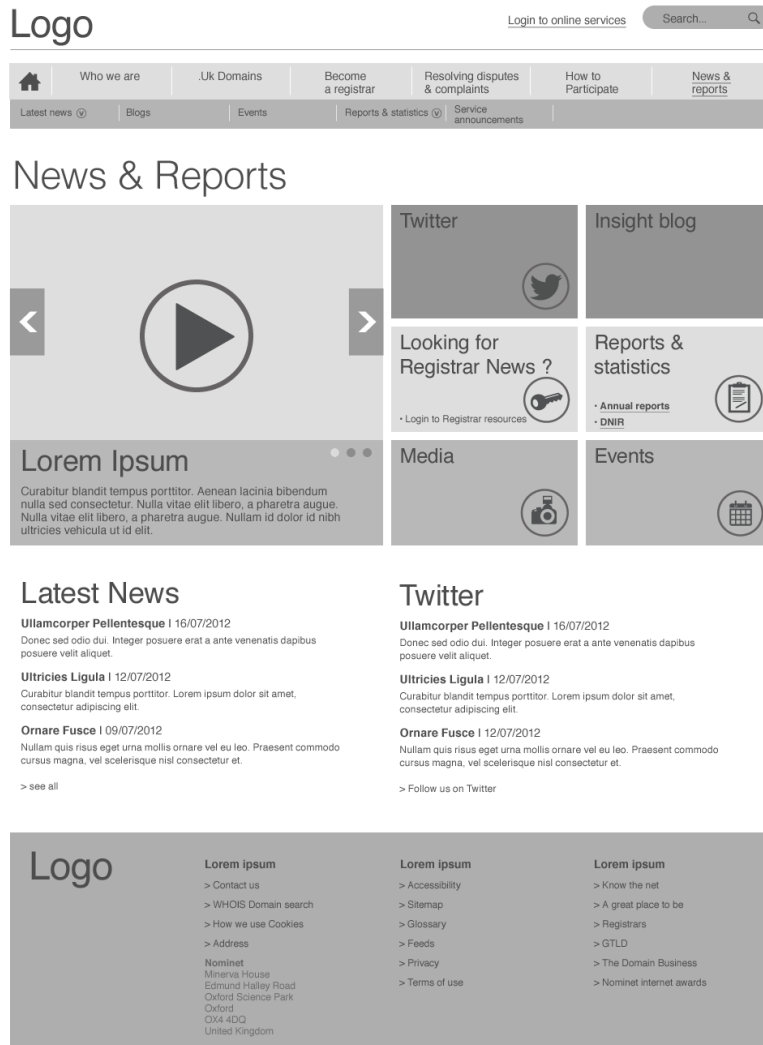 Logo
Login to online services
Search...
Who we are
.Uk Domains
Become
a registrar
Resolving disputes
& complaints
How to
Participate
News &
reports
Latest news
Blogs
Events
Reports & statistics
Service
announcements
News & Reports
Twitter
Insight blog
Looking for
Registrar News ?
• Login to Registrar resources
Reports &
statistics
• Annual reports
• DNIR
Lorem Ipsum
Curabitur blandit tempus porttitor. Aenean lacinia bibendum
nulla sed consectetur. Nulla vitae elit libero, a pharetra augue.
Nulla vitae elit libero, a pharetra augue. Nullam id dolor id nibh
ultricies vehicula ut id elit.
Media
Events
Latest News
Ullamcorper Pellentesque | 16/07/2012
Donec sed odio dui. Integer posuere erat a ante venenatis dapibus
posuere velit aliquet.
Ultricies Ligula | 12/07/2012
Curabitur blandit tempus porttitor. Lorem ipsum dolor sit amet,
consectetur adipiscing elit.
Ornare Fusce | 09/07/2012
Nullam quis risus eget urna mollis ornare vel eu leo. Praesent commodo
cursus magna, vel scelerisque nisl consectetur et.
> see all
Twitter
Ullamcorper Pellentesque | 16/07/2012
Donec sed odio dui. Integer posuere erat a ante venenatis dapibus
posuere velit aliquet.
Ultricies Ligula | 12/07/2012
Curabitur blandit tempus porttitor. Lorem ipsum dolor sit amet,
consectetur adipiscing elit.
Ornare Fusce | 12/07/2012
Nullam quis risus eget urna mollis ornare vel eu leo. Praesent commodo
cursus magna, vel scelerisque nisl consectetur et.
> Follow us on Twitter
Logo
Lorem ipsum
> Contact us
> WHOIS Domain search
> How we use Cookies
> Address
Nominet
Minerva House
Edmund Halley Road
Oxford Science Park
Oxford
OX4 4DQ
United Kingdom
Lorem ipsum
> Accessibility
> Sitemap
> Glossary
> Feeds
> Privacy
> Terms of use
Lorem ipsum
> Know the net
> A great place to be
> Registrars
> GTLD
> The Domain Business
> Nominet internet awards